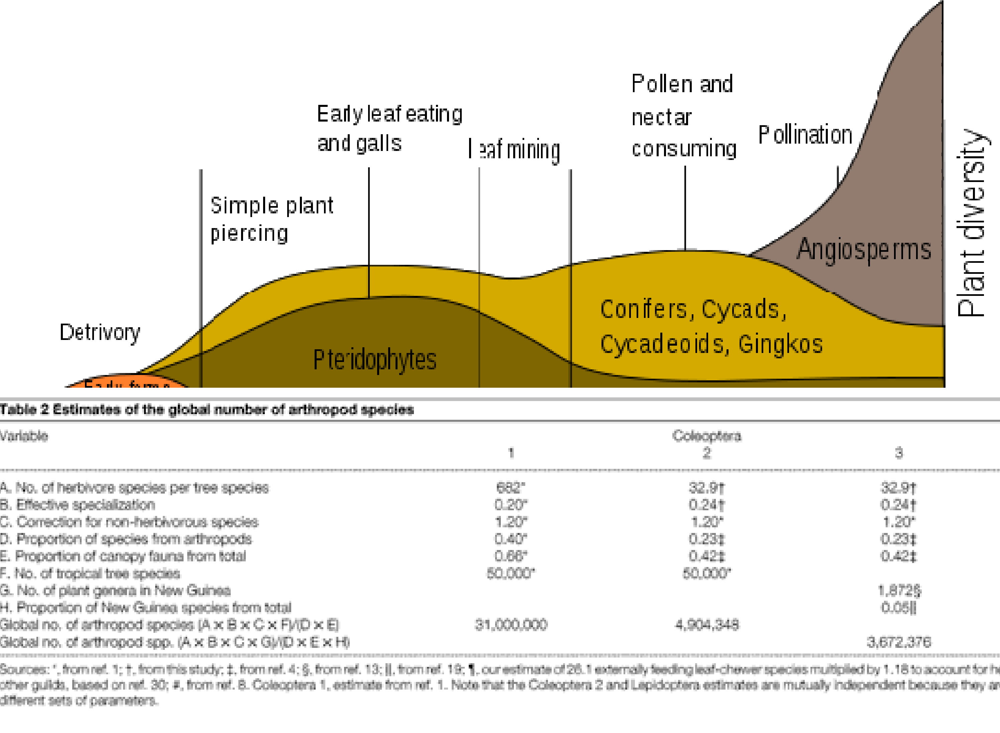 Pollen and
nectar
consuming
Early leaf eating
and galls
Leaf mining
Pollination
Simple plant
piercing
Plant diversity
Angiosperms
Detrivory
Conifers, Cycads,
Cycadeoids, Gingkos
Pteridophytes
Early forms
Table 2 Estimates of the global number of arthropod species
Variable Coleoptera
1 2 3
A. No. of herbivore species per tree species 682* 32.9† 32.9†
B. Effective specialization 0.20* 0.24† 0.24†
C. Correction for non-herbivorous species 1.20* 1.20* 1.20*
D. Proportion of species from arthropods 0.40* 0.23‡ 0.23‡
E. Proportion of canopy fauna from total 0.66* 0.42‡ 0.42‡
F. No. of tropical tree species 50,000* 50,000*
G. No. of plant genera in New Guinea 1,872§
H. Proportion of New Guinea species from total 0.05||
Global no. of arthropod species (A × B × C × F)/(D × E) 31,000,000 4,904,348
Global no. of arthropod spp. (A × B × C × G)/(D × E × H) 3,672,376
Sources: *, from ref. 1; †, from this study; ‡, from ref. 4; §, from ref. 13; ||, from ref. 19; ¶, our estimate of 26.1 externally feeding leaf-chewer species multiplied by 1.18 to account for he
other guilds, based on ref. 30; #, from ref. 8. Coleoptera 1, estimate from ref. 1. Note that the Coleoptera 2 and Lepidoptera estimates are mutually independent because they ar
different sets of parameters.